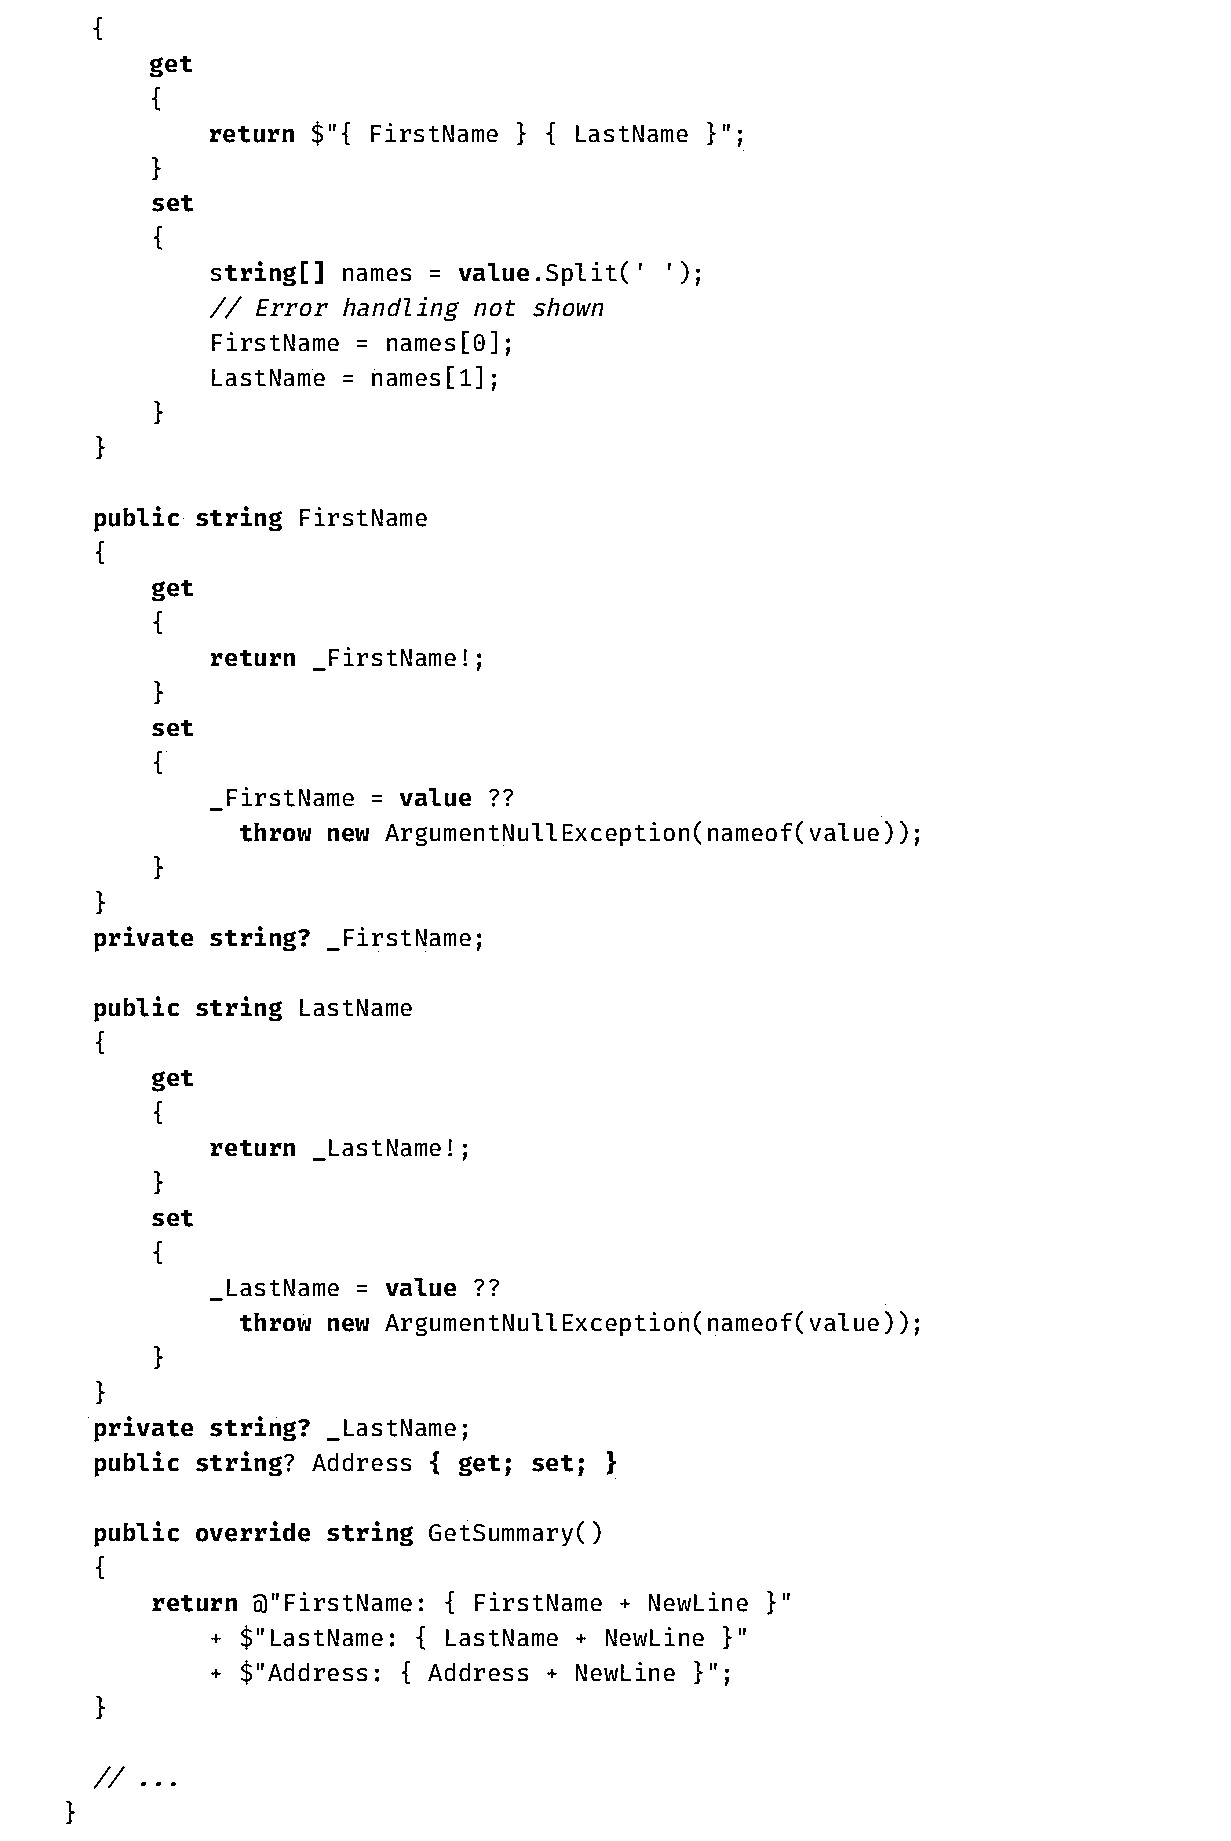 {
    get
    {
        return $"{ FirstName } { LastName }";
    }
    set
    {
        string[] names = value.Split(' ');
        // Error handling not shown
        FirstName = names[0];
        LastName = names[1];
    }
}

public string FirstName
{
    get
    {
        return _FirstName!;
    }
    set
    {
        _FirstName = value ??
          throw new ArgumentNullException(nameof(value));
    }
}
private string? _FirstName;

public string LastName
{
    get
    {
        return _LastName!;
    }
    set
    {
        _LastName = value ??
          throw new ArgumentNullException(nameof(value));
    }
}
private string? _LastName;
public string? Address { get; set; }

public override string GetSummary()
{
    return @"FirstName: { FirstName + NewLine }"
        + $"LastName: { LastName + NewLine }"
        + $"Address: { Address + NewLine }";
}

// ...
}